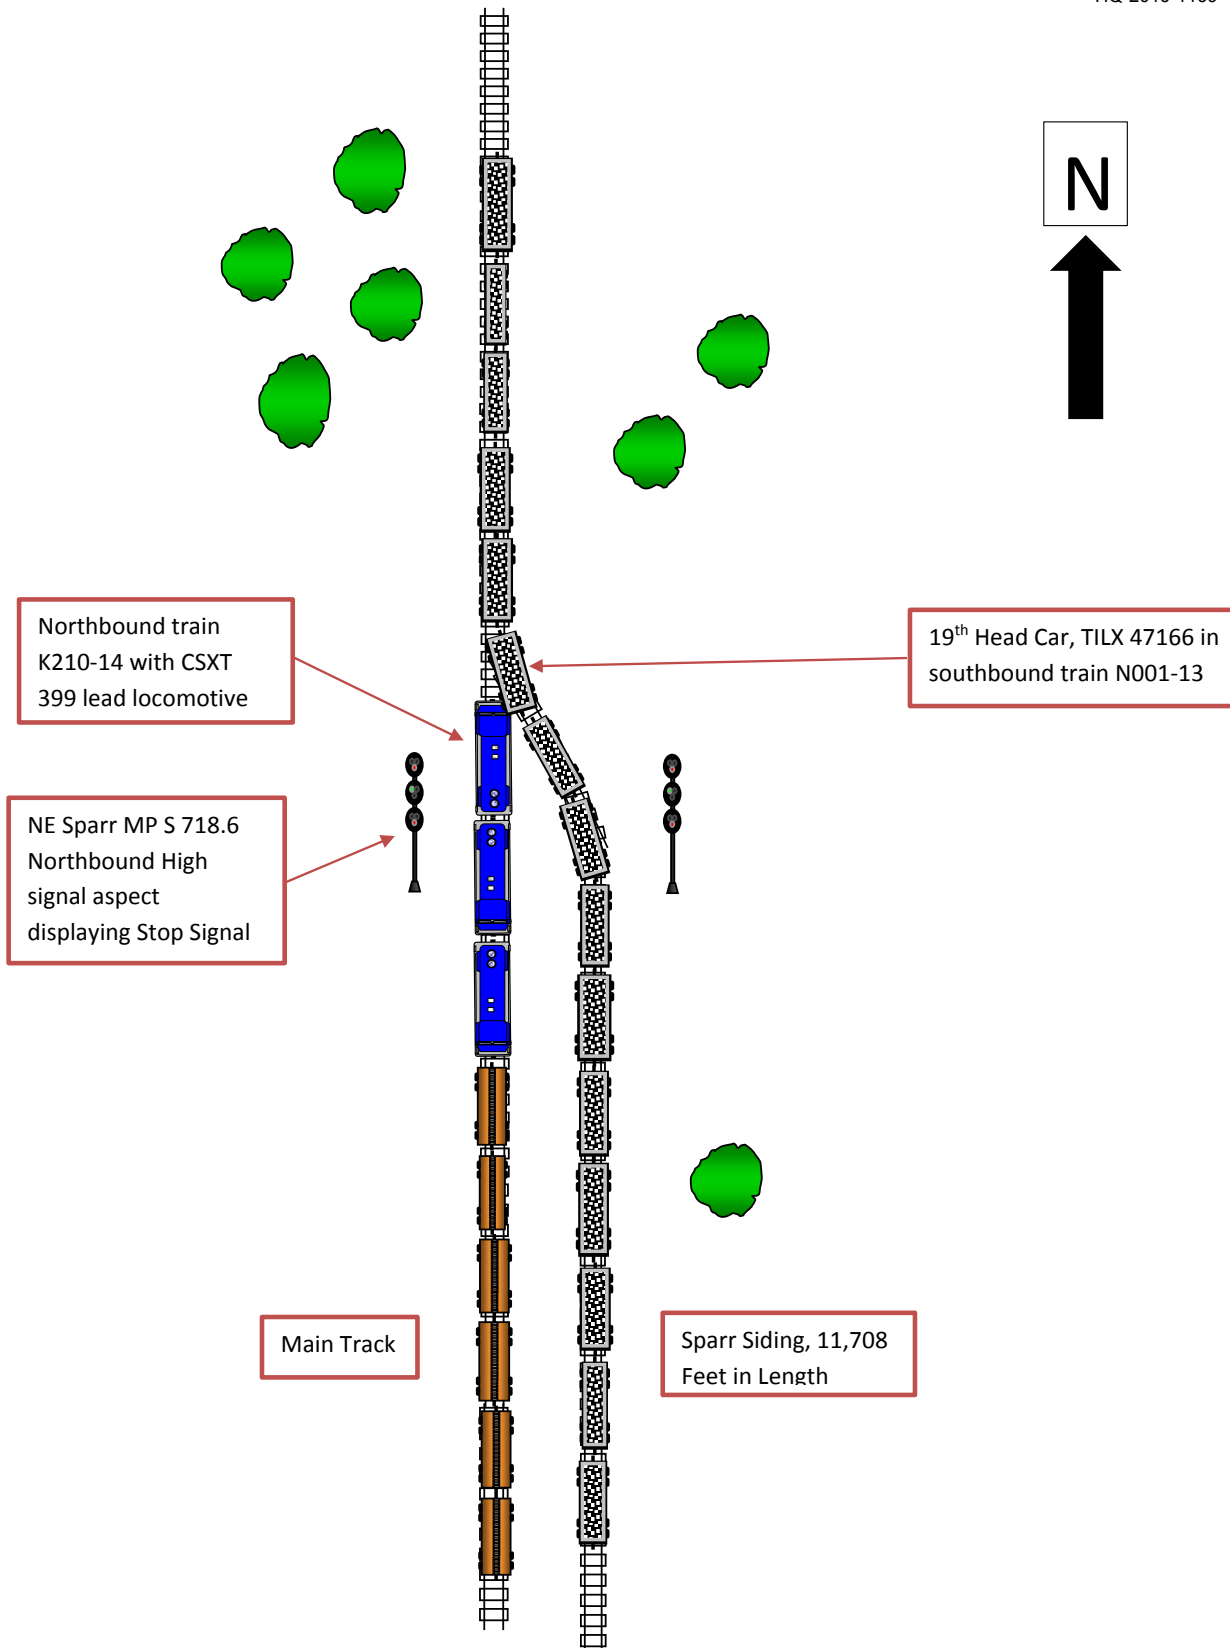 N
Northbound train
K210-14 with CSXT
399 lead locomotive
19th Head Car, TILX 47166 in
southbound train N001-13
NE Sparr MP S 718.6
Northbound High
signal aspect
displaying Stop Signal
Main Track
Sparr Siding, 11,708
Feet in Length